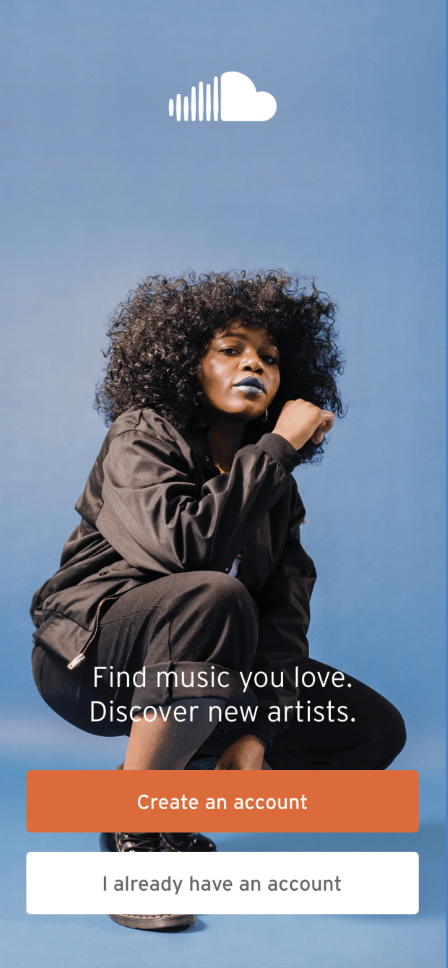 Find music you love.
Discover new artists.
Create an account
I already have an account